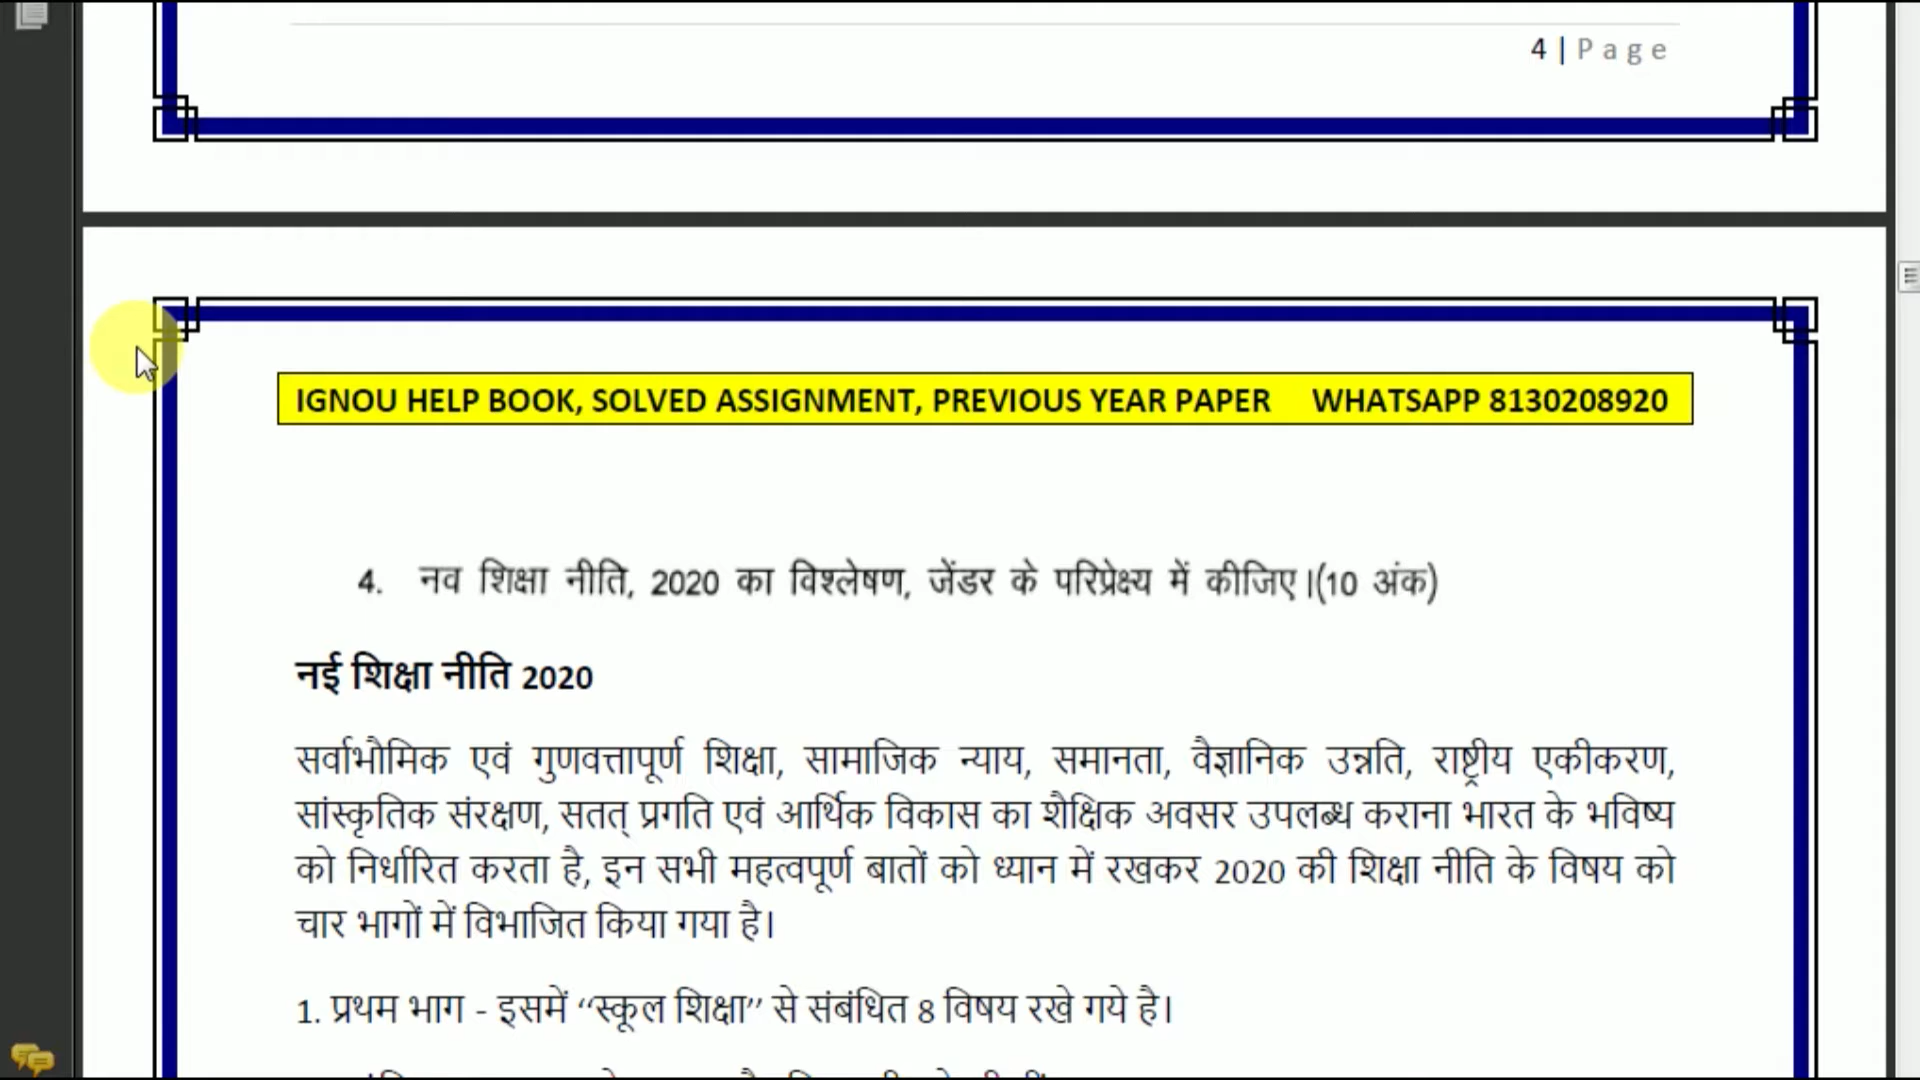 4 | Page
IGNOU HELP BOOK, SOLVED ASSIGNMENT, PREVIOUS YEAR PAPER WHATSAPP 8130208920
4. नव शिक्षा नीति, 2020 का विश्लेषण, जेंडर के परिप्रेक्ष्य में कीजिए।(10 अंक)
नई शिक्षा नीति 2020
सर्वाभौमिक एवं गुणवत्तापूर्ण शिक्षा, सामाजिक न्याय, समानता, वैज्ञानिक उन्नति, राष्ट्रीय एकीकरण,
सांस्कृतिक संरक्षण, सतत् प्रगति एवं आर्थिक विकास का शैक्षिक अवसर उपलब्ध कराना भारत के भविष्य
को निर्धारित करता है, इन सभी महत्वपूर्ण बातों को ध्यान में रखकर 2020 की शिक्षा नीति के विषय को
चार भागों में विभाजित किया गया है।
1. प्रथम भाग - इसमें “स्कूल शिक्षा” से संबंधित 8 विषय रखे गये है।